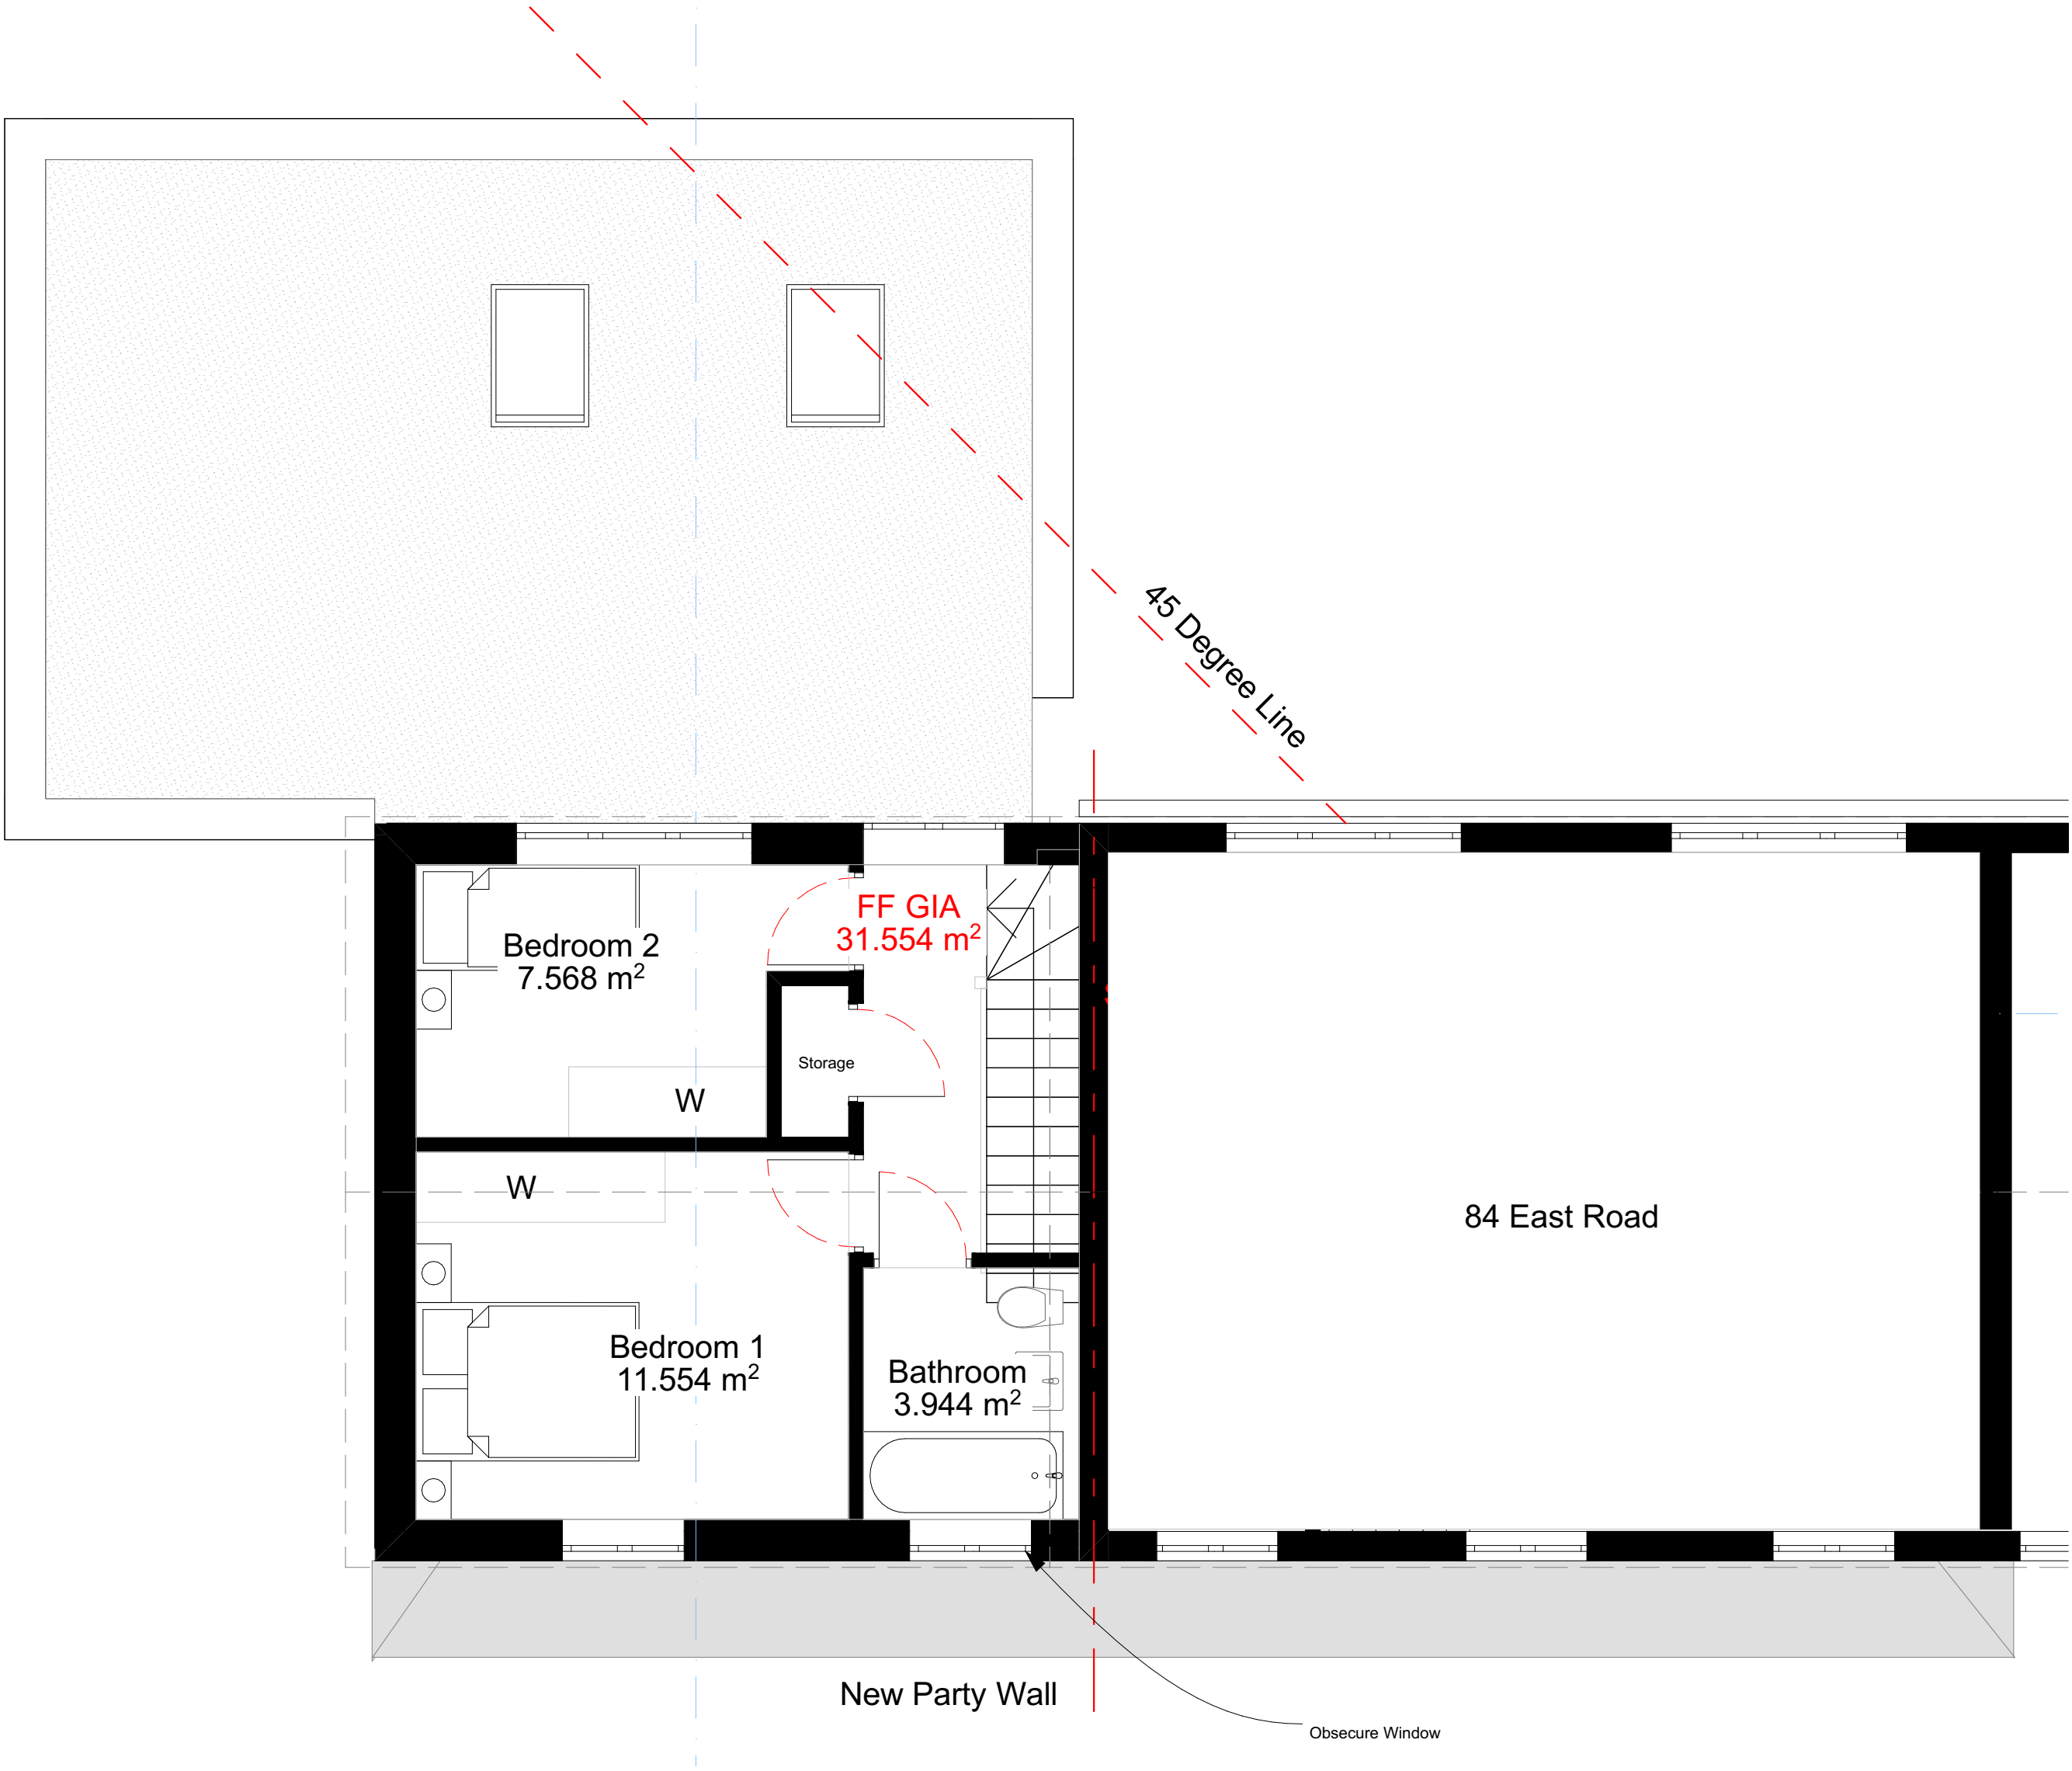 45 Degree Line
FF GIA
31.554 m²
Bedroom 2
7.568 m²
Storage
W
W
84 East Road
Bedroom 1
11.554 m²
Bathroom
3.944 m²
New Party Wall
Obsecure Window